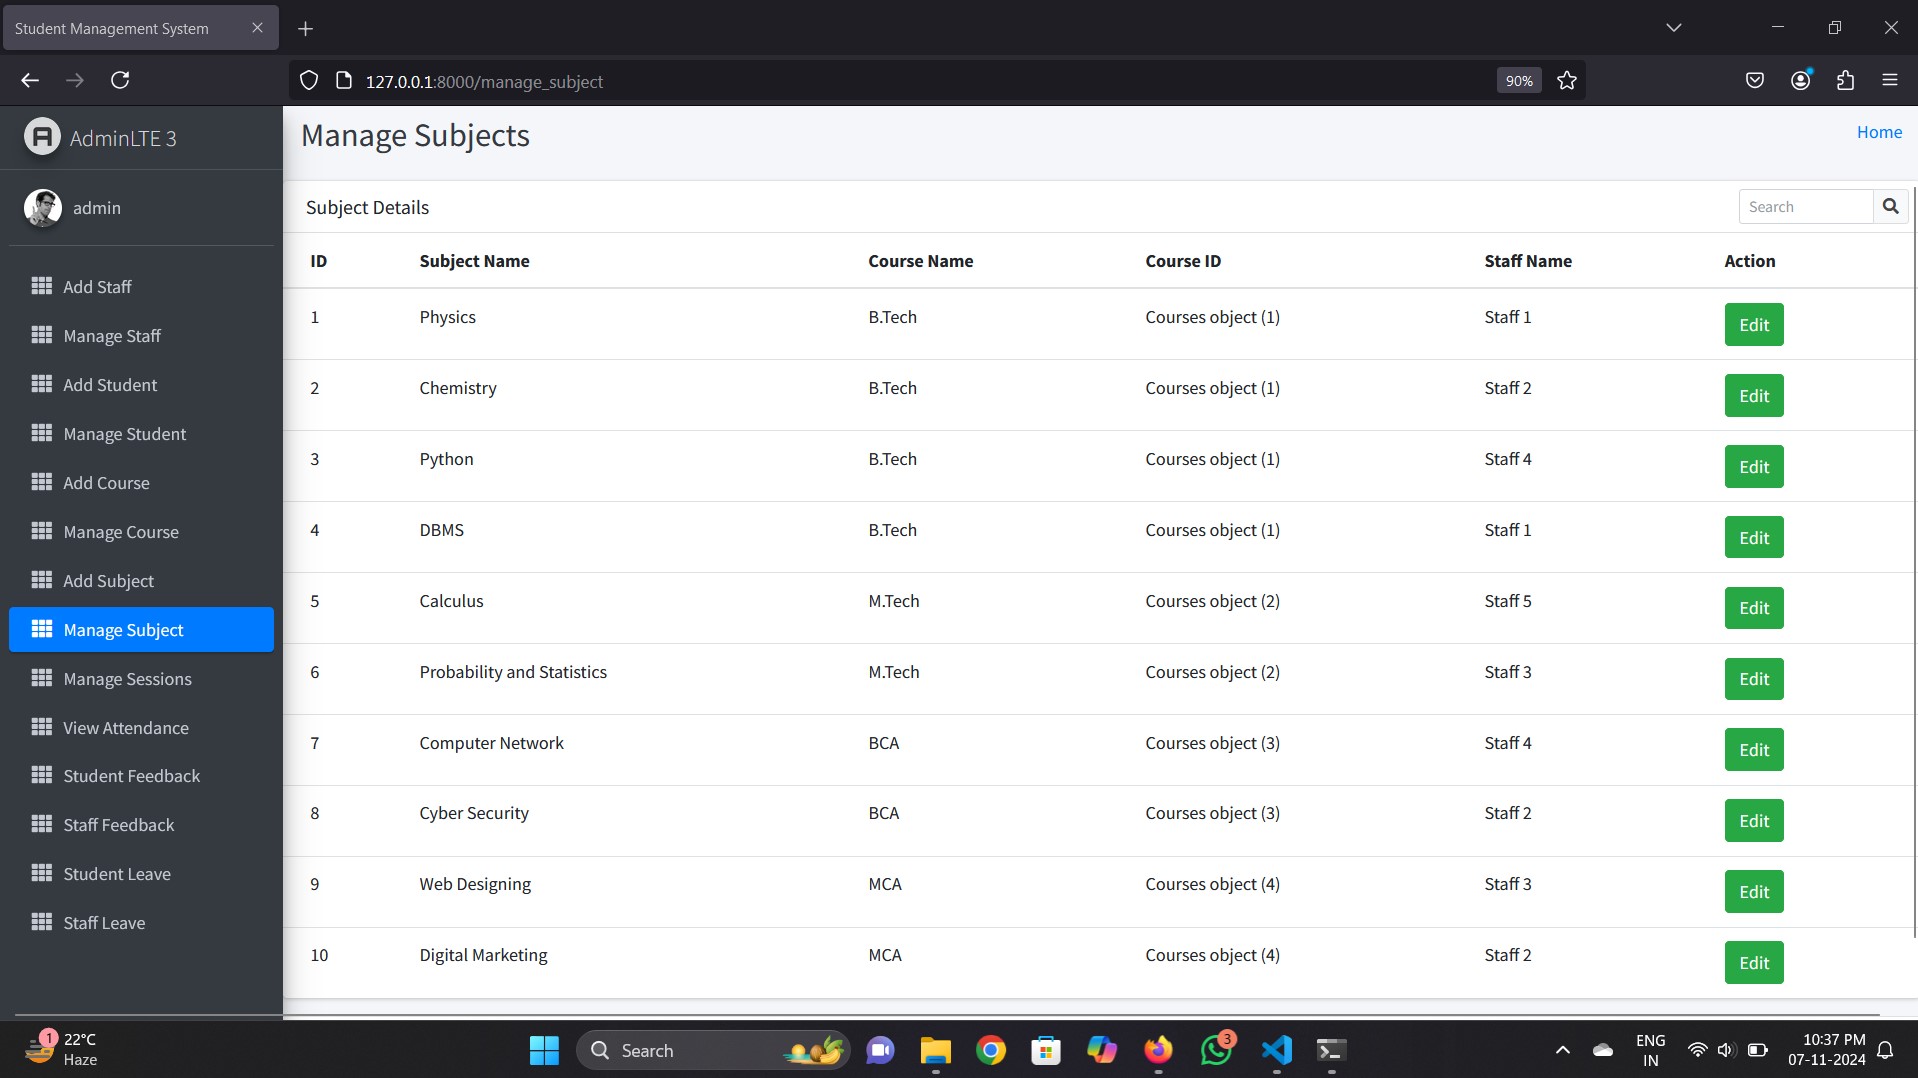 Student Management System
127.0.0.1:8000/manage_subject
90%
AdminLTE 3
admin
Add Staff
Manage Staff
Add Student
Manage Student
Add Course
Manage Course
Add Subject
Manage Subject
Manage Sessions
View Attendance
Student Feedback
Staff Feedback
Student Leave
Staff Leave
Manage Subjects
Home
Subject Details
Search
ID Subject Name Course Name Course ID Staff Name Action
1 Physics B.Tech Courses object (1) Staff 1 Edit
2 Chemistry B.Tech Courses object (1) Staff 2 Edit
3 Python B.Tech Courses object (1) Staff 4 Edit
4 DBMS B.Tech Courses object (1) Staff 1 Edit
5 Calculus M.Tech Courses object (2) Staff 5 Edit
6 Probability and Statistics M.Tech Courses object (2) Staff 3 Edit
7 Computer Network BCA Courses object (3) Staff 4 Edit
8 Cyber Security BCA Courses object (3) Staff 2 Edit
9 Web Designing MCA Courses object (4) Staff 3 Edit
10 Digital Marketing MCA Courses object (4) Staff 2 Edit
1
22°C
Haze
Search
3
ENG
IN
10:37 PM
07-11-2024